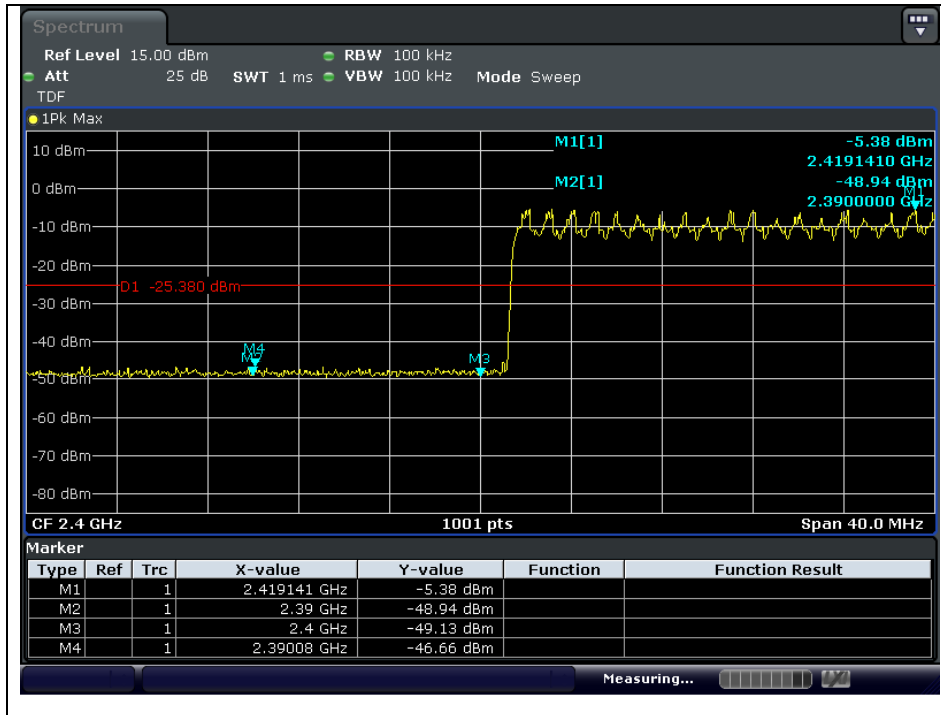 Spectrum
Ref Level 15.00 dBm RBW 100 kHz
Att 25 dB SWT 1 ms VBW 100 kHz Mode Sweep
TDF
1Pk Max
M1[1] -5.38 dBm
2.4191410 GHz
M2[1] -48.94 dBm
2.3900000 GHz
M1
10 dBm
0 dBm
-10 dBm
-20 dBm
D1 -25.380 dBm
-30 dBm
-40 dBm
M4
M3
-50 dBm
-60 dBm
-70 dBm
-80 dBm
CF 2.4 GHz 1001 pts Span 40.0 MHz
Marker
Type Ref Trc X-value Y-value Function Function Result
M1 1 2.419141 GHz -5.38 dBm
M2 1 2.39 GHz -48.94 dBm
M3 1 2.4 GHz -49.13 dBm
M4 1 2.39008 GHz -46.66 dBm
Measuring...